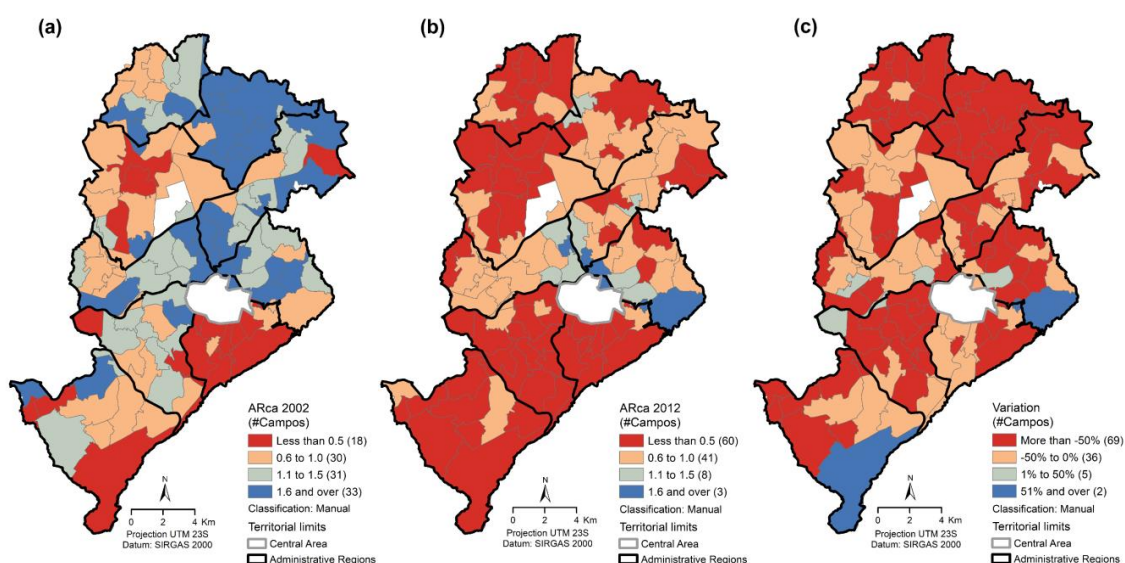 (a)
ARca 2002
(#Campos)
Less than 0.5 (18)
0.6 to 1.0 (30)
1.1 to 1.5 (31)
1.6 and over (33)
Classification: Manual
Territorial limits
Central Area
Administrative Regions
N
0 2 4 Km
Projection UTM 23S
Datum: SIRGAS 2000
(b)
ARca 2012
(#Campos)
Less than 0.5 (60)
0.6 to 1.0 (41)
1.1 to 1.5 (8)
1.6 and over (3)
Classification: Manual
Territorial limits
Central Area
Administrative Regions
N
0 2 4 Km
Projection UTM 23S
Datum: SIRGAS 2000
(c)
Variation
(#Campos)
More than -50% (69)
-50% to 0% (36)
1% to 50% (5)
51% and over (2)
Classification: Manual
Territorial limits
Central Area
Administrative Regions
N
0 2 4 Km
Projection UTM 23S
Datum: SIRGAS 2000